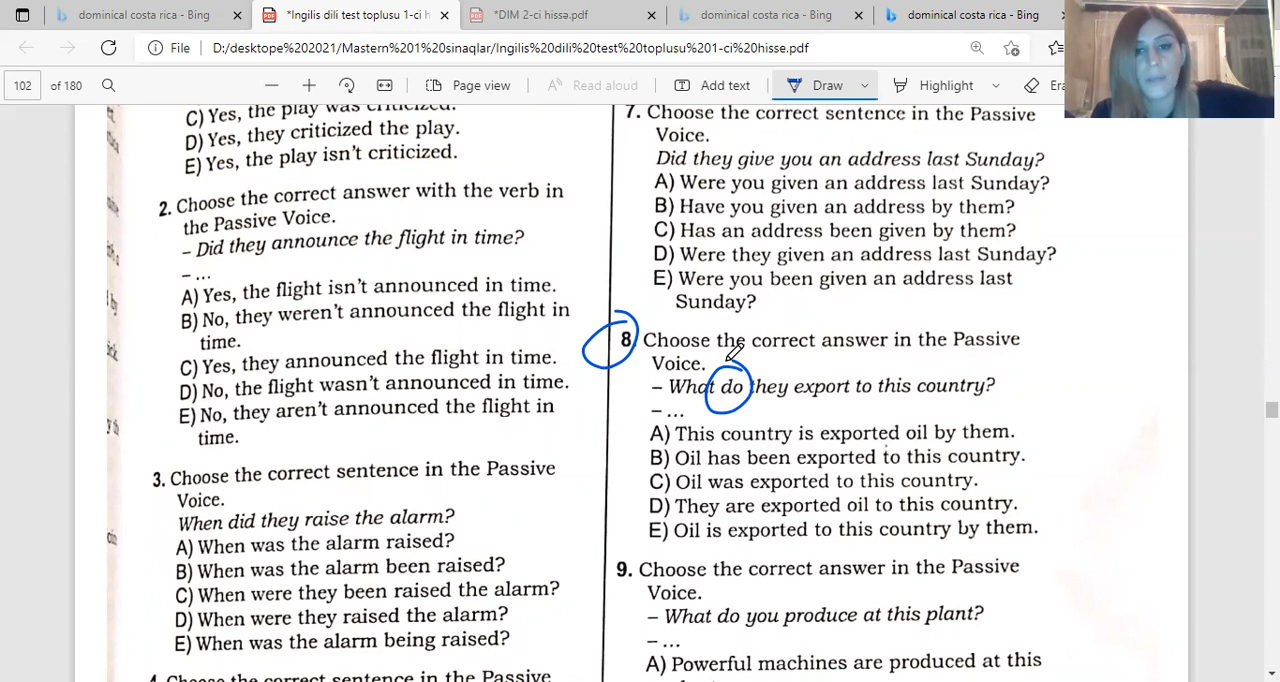 dominical costa rica - Bing
*Ingilis dili test toplusu 1-ci h
*DIM 2-ci hissə.pdf
dominical costa rica - Bing
dominical costa rica - Bing
File
D:/desktope%202021/Mastern%201%20sinaqlar/Ingilis%20dili%20test%20toplusu%201-ci%20hisse.pdf
102 of 180
Page view
Read aloud
Add text
Draw
Highlight
Era
C) Yes, the play was criticized.
D) Yes, they criticized the play.
E) Yes, the play isn't criticized.
2. Choose the correct answer with the verb in
the Passive Voice.
– Did they announce the flight in time?
– ...
A) Yes, the flight isn't announced in time.
B) No, they weren't announced the flight in
time.
C) Yes, they announced the flight in time.
D) No, the flight wasn't announced in time.
E) No, they aren't announced the flight in
time.
3. Choose the correct sentence in the Passive
Voice.
When did they raise the alarm?
A) When was the alarm raised?
B) When was the alarm been raised?
C) When were they been raised the alarm?
D) When were they raised the alarm?
E) When was the alarm being raised?
4. Choose the correct sentence in the Passive
7. Choose the correct sentence in the Passive
Voice.
Did they give you an address last Sunday?
A) Were you given an address last Sunday?
B) Have you given an address by them?
C) Has an address been given by them?
D) Were they given an address last Sunday?
E) Were you been given an address last
Sunday?
8. Choose the correct answer in the Passive
Voice.
– What do they export to this country?
– ...
A) This country is exported oil by them.
B) Oil has been exported to this country.
C) Oil was exported to this country.
D) They are exported oil to this country.
E) Oil is exported to this country by them.
9. Choose the correct answer in the Passive
Voice.
– What do you produce at this plant?
– ...
A) Powerful machines are produced at this